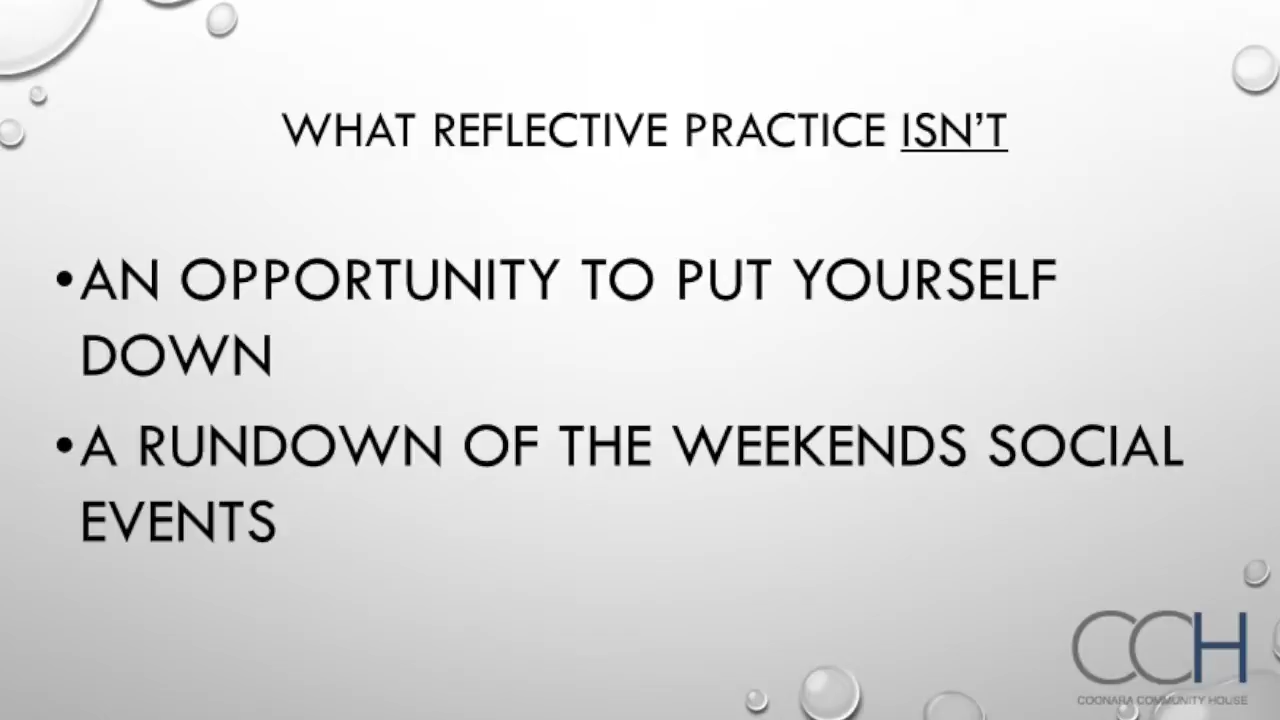 WHAT REFLECTIVE PRACTICE ISN'T
•AN OPPORTUNITY TO PUT YOURSELF
DOWN
•A RUNDOWN OF THE WEEKENDS SOCIAL
EVENTS
CCH
COONARA COMMUNITY HOUSE